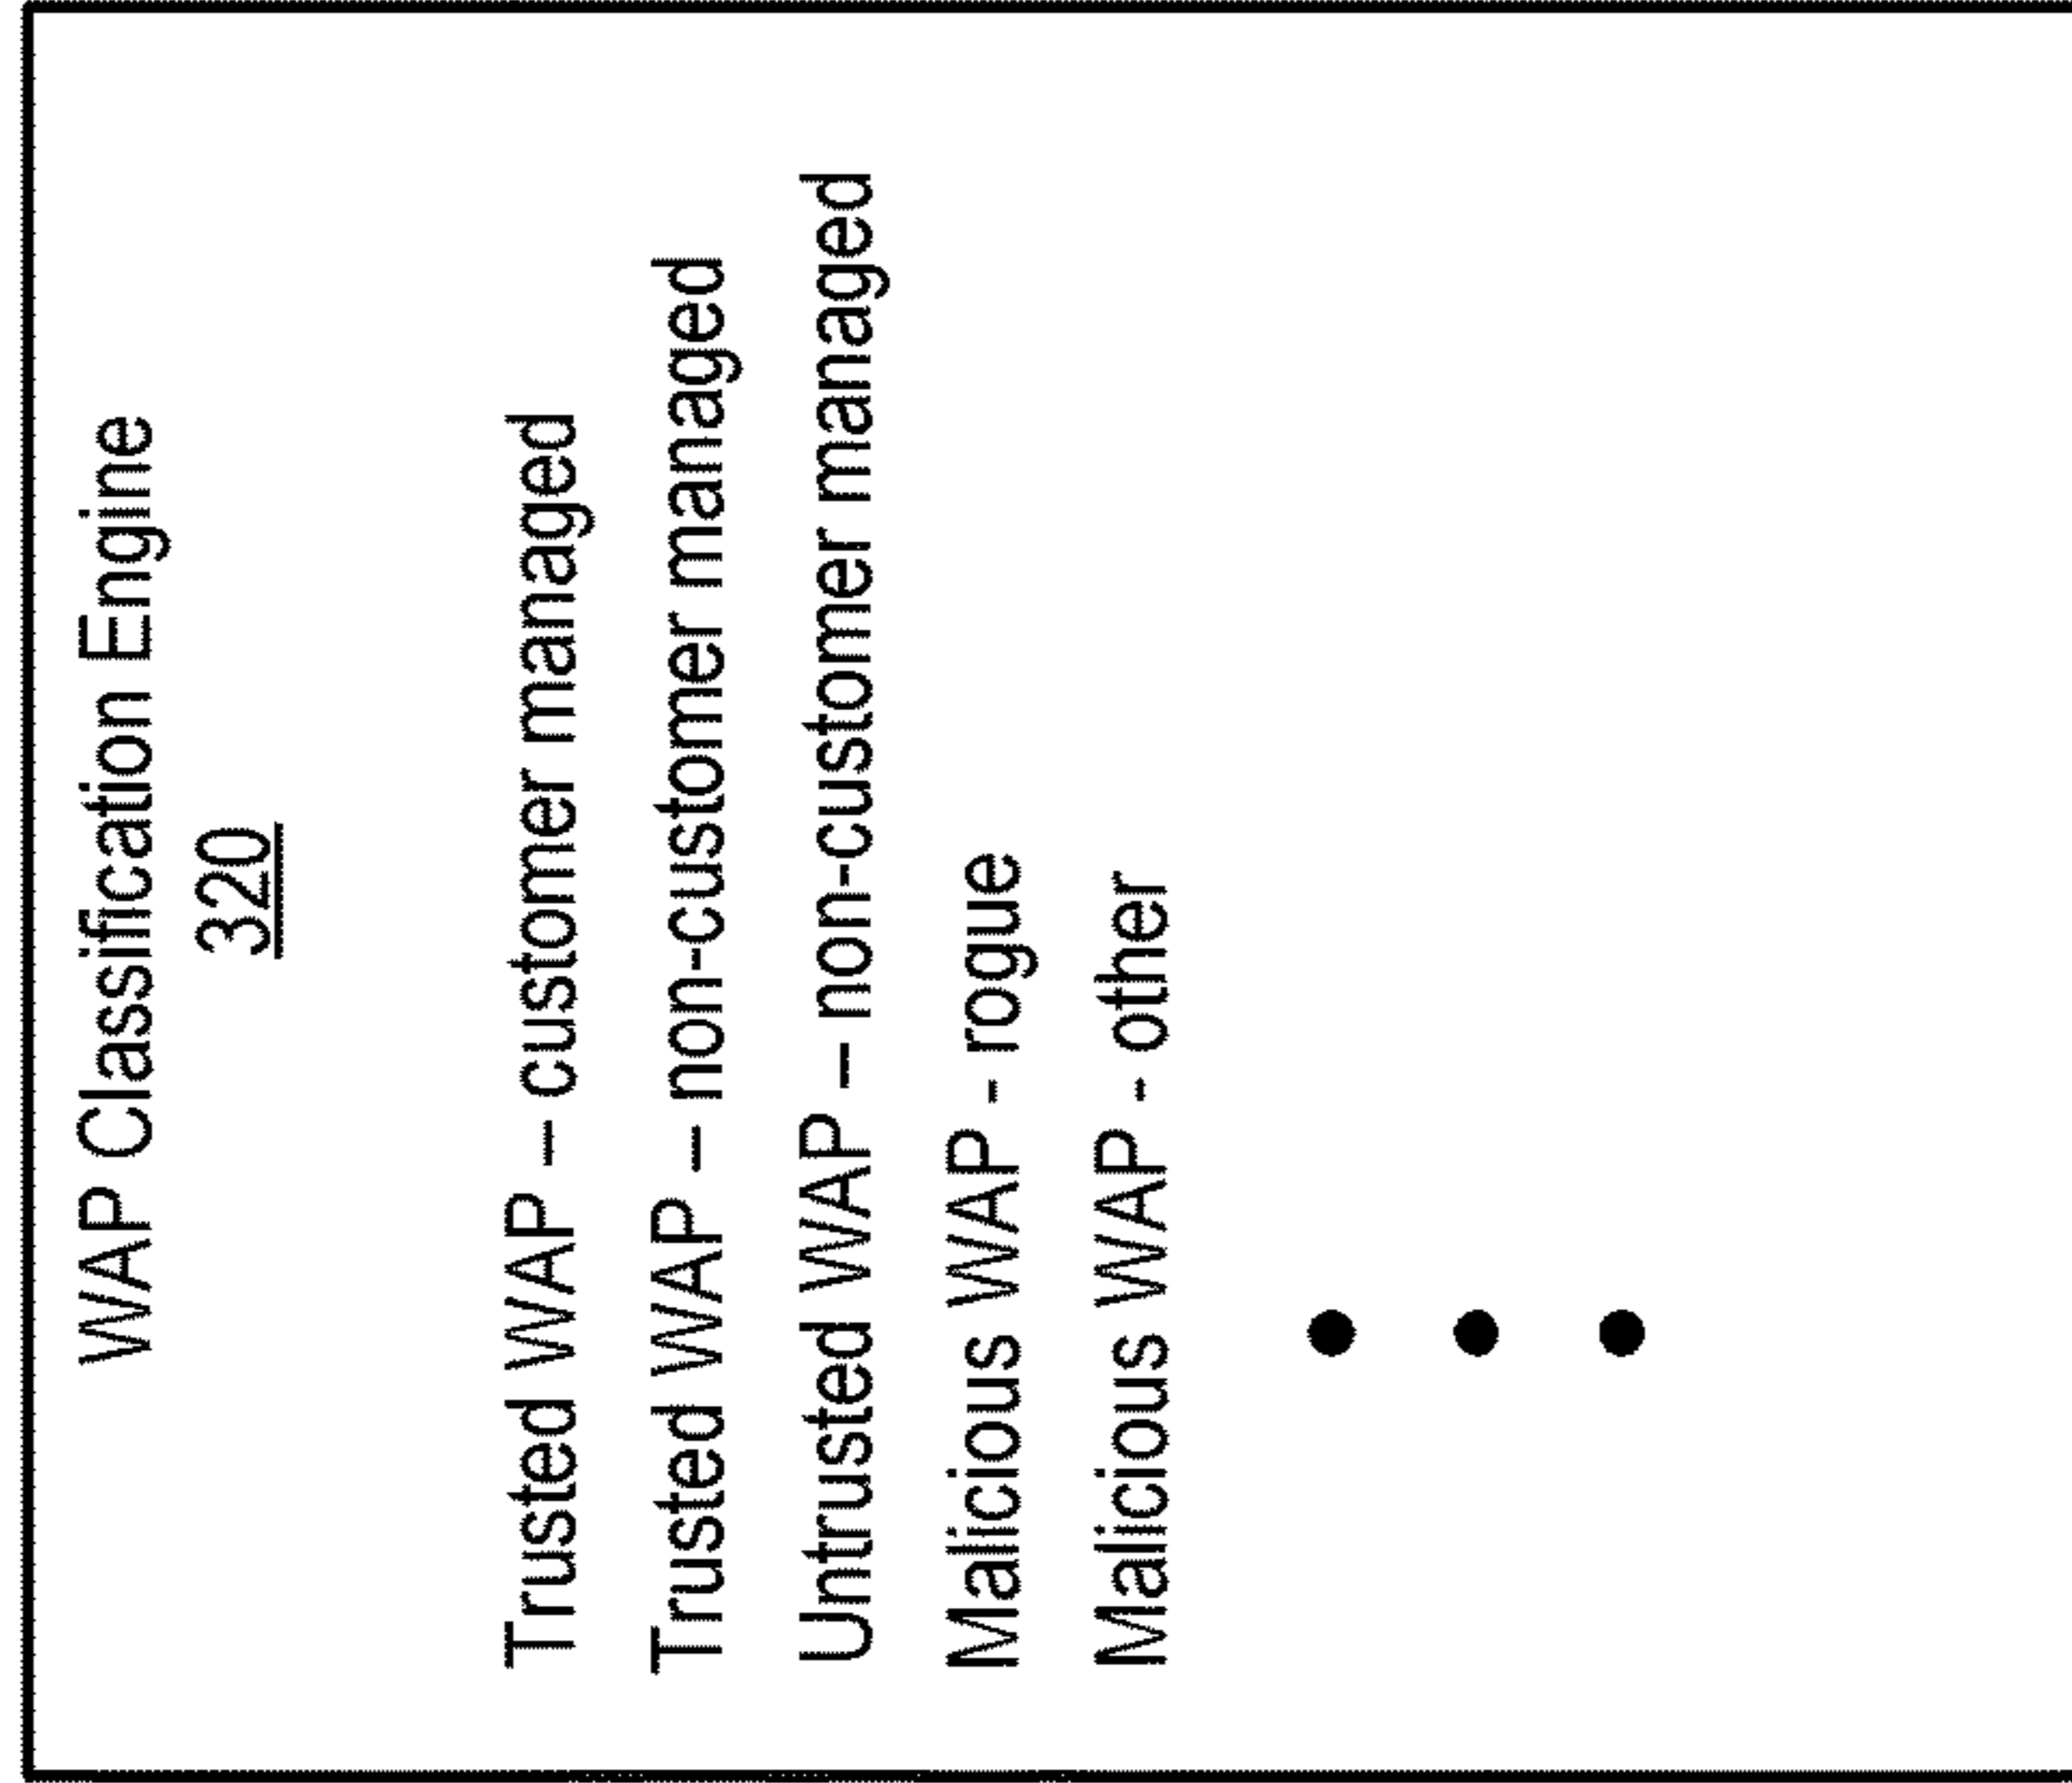 WAP Classification Engine
320
Trusted WAP – customer managed
Trusted WAP – non-customer managed
Untrusted WAP – non-customer managed
Malicious WAP - rogue
Malicious WAP - other